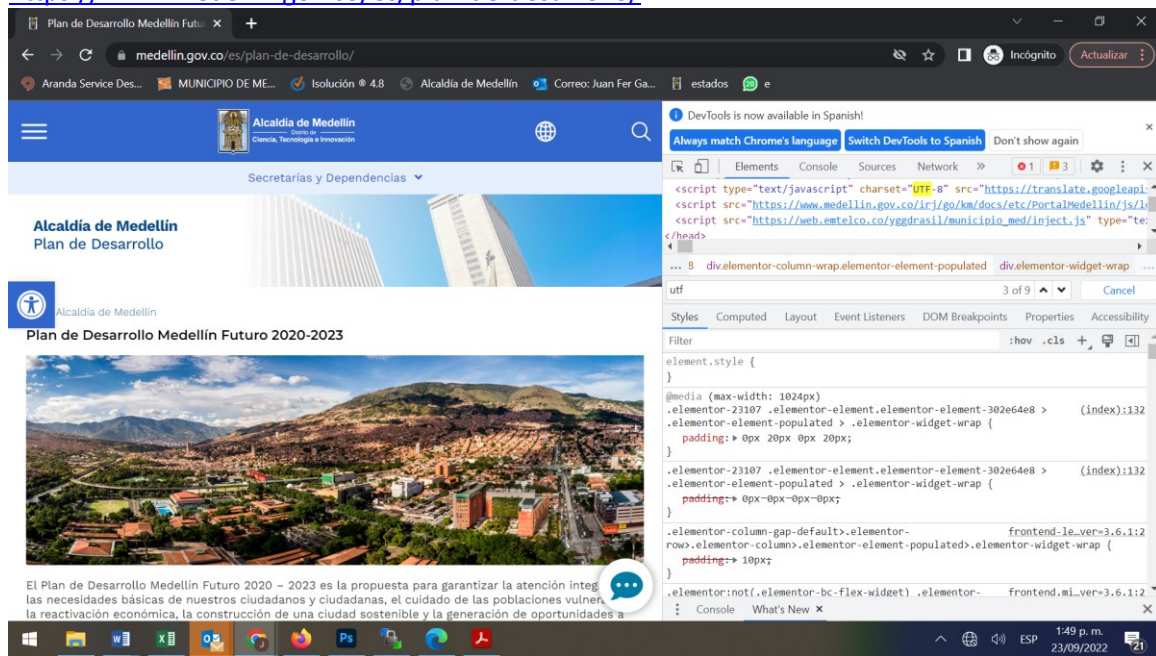 Plan de Desarrollo Medellín Futu
medellin.gov.co/es/plan-de-desarrollo/
Incógnito
Actualizar
Aranda Service Des...
MUNICIPIO DE ME...
Isolución ® 4.8
Alcaldía de Medellín
Correo: Juan Fer Ga...
estados
e
Alcaldía de Medellín
Distrito de
Ciencia, Tecnología e Innovación
Secretarías y Dependencias
Alcaldía de Medellín
Plan de Desarrollo
Alcaldía de Medellín
Plan de Desarrollo Medellín Futuro 2020-2023
El Plan de Desarrollo Medellín Futuro 2020 – 2023 es la propuesta para garantizar la atención integ
las necesidades básicas de nuestros ciudadanos y ciudadanas, el cuidado de las poblaciones vulner
la reactivación económica, la construcción de una ciudad sostenible y la generación de oportunidades a
DevTools is now available in Spanish!
Always match Chrome's language
Switch DevTools to Spanish
Don't show again
Elements Console Sources Network » 1 3
<script type="text/javascript" charset="UTF-8" src="https://translate.googleapi
<script src="https://www.medellin.gov.co/irj/go/km/docs/etc/PortalMedellin/js/l
<script src="https://web.emtelco.co/yggdrasil/municipio_med/inject.js" type="te
</head>
... 8 div.elementor-column-wrap.elementor-element-populated div.elementor-widget-wrap ...
utf
3 of 9
Cancel
Styles Computed Layout Event Listeners DOM Breakpoints Properties Accessibility
Filter
:hov .cls +
element.style {
}
@media (max-width: 1024px)
.elementor-23107 .elementor-element.elementor-element-302e64e8 > (index):132
.elementor-element-populated > .elementor-widget-wrap {
padding: 0px 20px 0px 20px;
}
.elementor-23107 .elementor-element.elementor-element-302e64e8 > (index):132
.elementor-element-populated > .elementor-widget-wrap {
padding: 0px 0px 0px 0px;
}
.elementor-column-gap-default>.elementor- frontend-le…ver=3.6.1:2
row>.elementor-column>.elementor-element-populated>.elementor-widget-wrap {
padding: 10px;
}
.elementor:not(.elementor-bc-flex-widget) .elementor- frontend.mi…ver=3.6.1:2
Console What's New
ESP
1:49 p. m.
23/09/2022
21